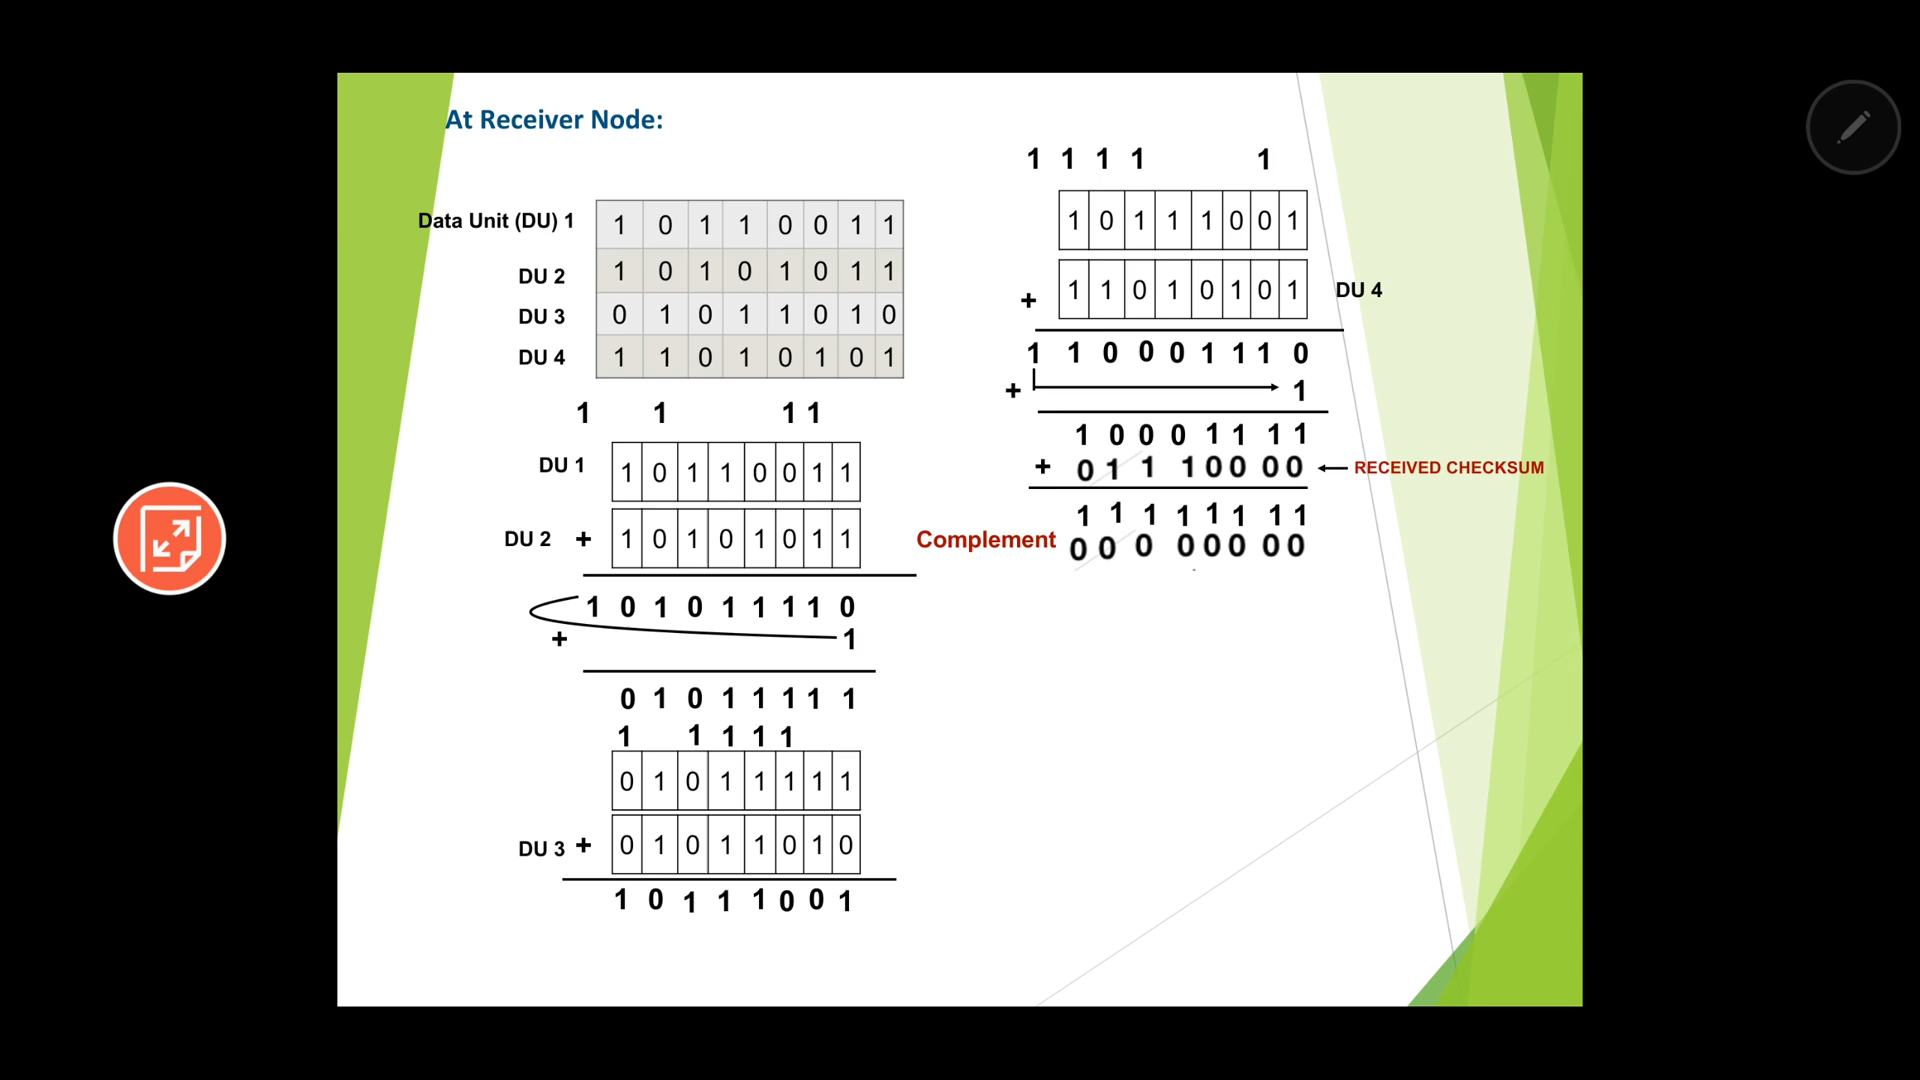 At Receiver Node:
Data Unit (DU) 1 1 0 1 1 0 0 1 1
DU 2 1 0 1 0 1 0 1 1
DU 3 0 1 0 1 1 0 1 0
DU 4 1 1 0 1 0 1 0 1
1 1 1 1
DU 1 1 0 1 1 0 0 1 1
DU 2 + 1 0 1 0 1 0 1 1
1 0 1 0 1 1 1 1 0
+ 1
0 1 0 1 1 1 1 1
1 1 1 1 1
0 1 0 1 1 1 1 1
DU 3 + 0 1 0 1 1 0 1 0
1 0 1 1 1 0 0 1
1 1 1 1 1
1 0 1 1 1 0 0 1
+ 1 1 0 1 0 1 0 1 DU 4
1 1 0 0 0 1 1 1 0
+ 1
1 0 0 0 1 1 1 1
+ 0 1 1 1 0 0 0 0 RECEIVED CHECKSUM
1 1 1 1 1 1 1 1
Complement 0 0 0 0 0 0 0 0